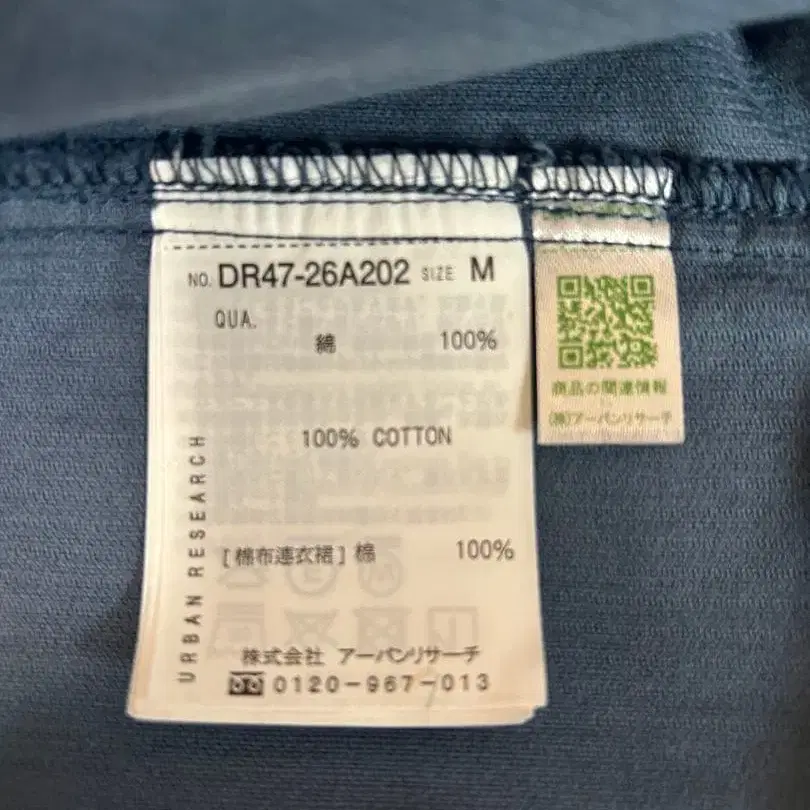 NO. DR47-26A202 SIZE M
QUA.
綿 100%
100% COTTON
URBAN RESEARCH
[棉布連衣裙] 棉 100%
株式会社 アーバンリサーチ
0120-967-013
商品の関連情報
(株)アーバンリサーチ